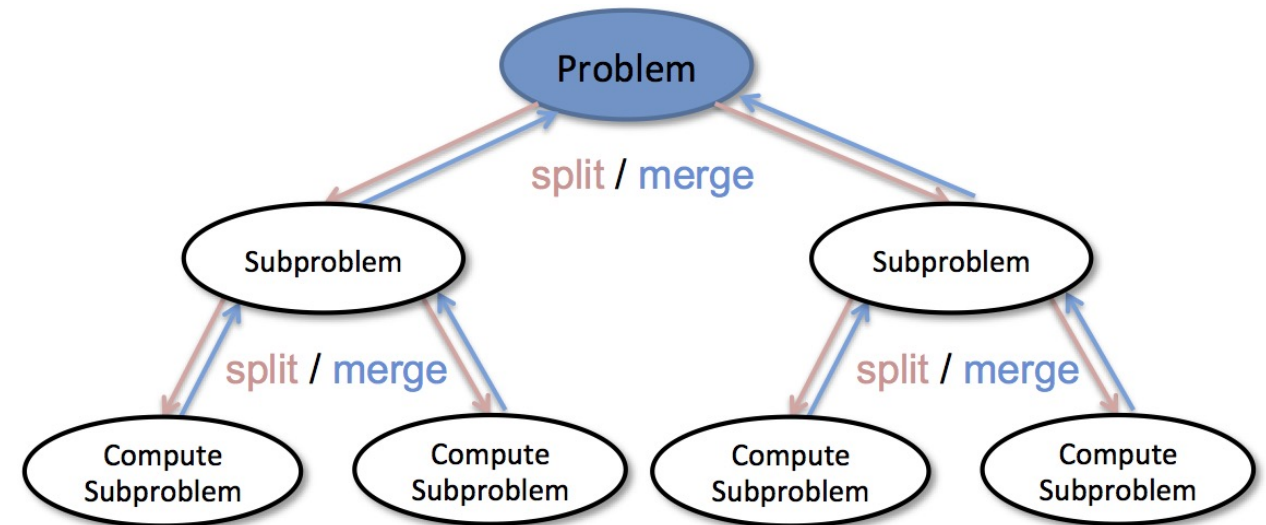 Problem
split / merge
Subproblem
Subproblem
split / merge
split / merge
Compute
Subproblem
Compute
Subproblem
Compute
Subproblem
Compute
Subproblem